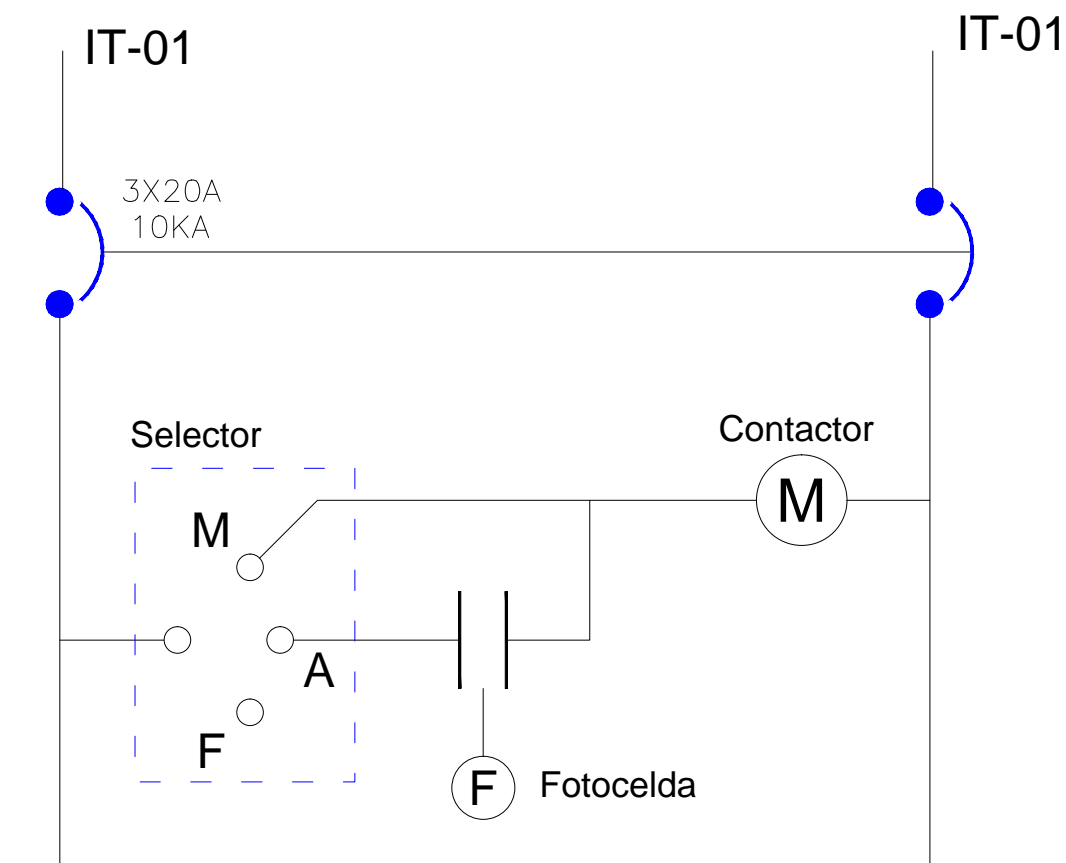 IT-01
IT-01
3X20A
10KA
Selector
Contactor
M
M
A
F
F
Fotocelda